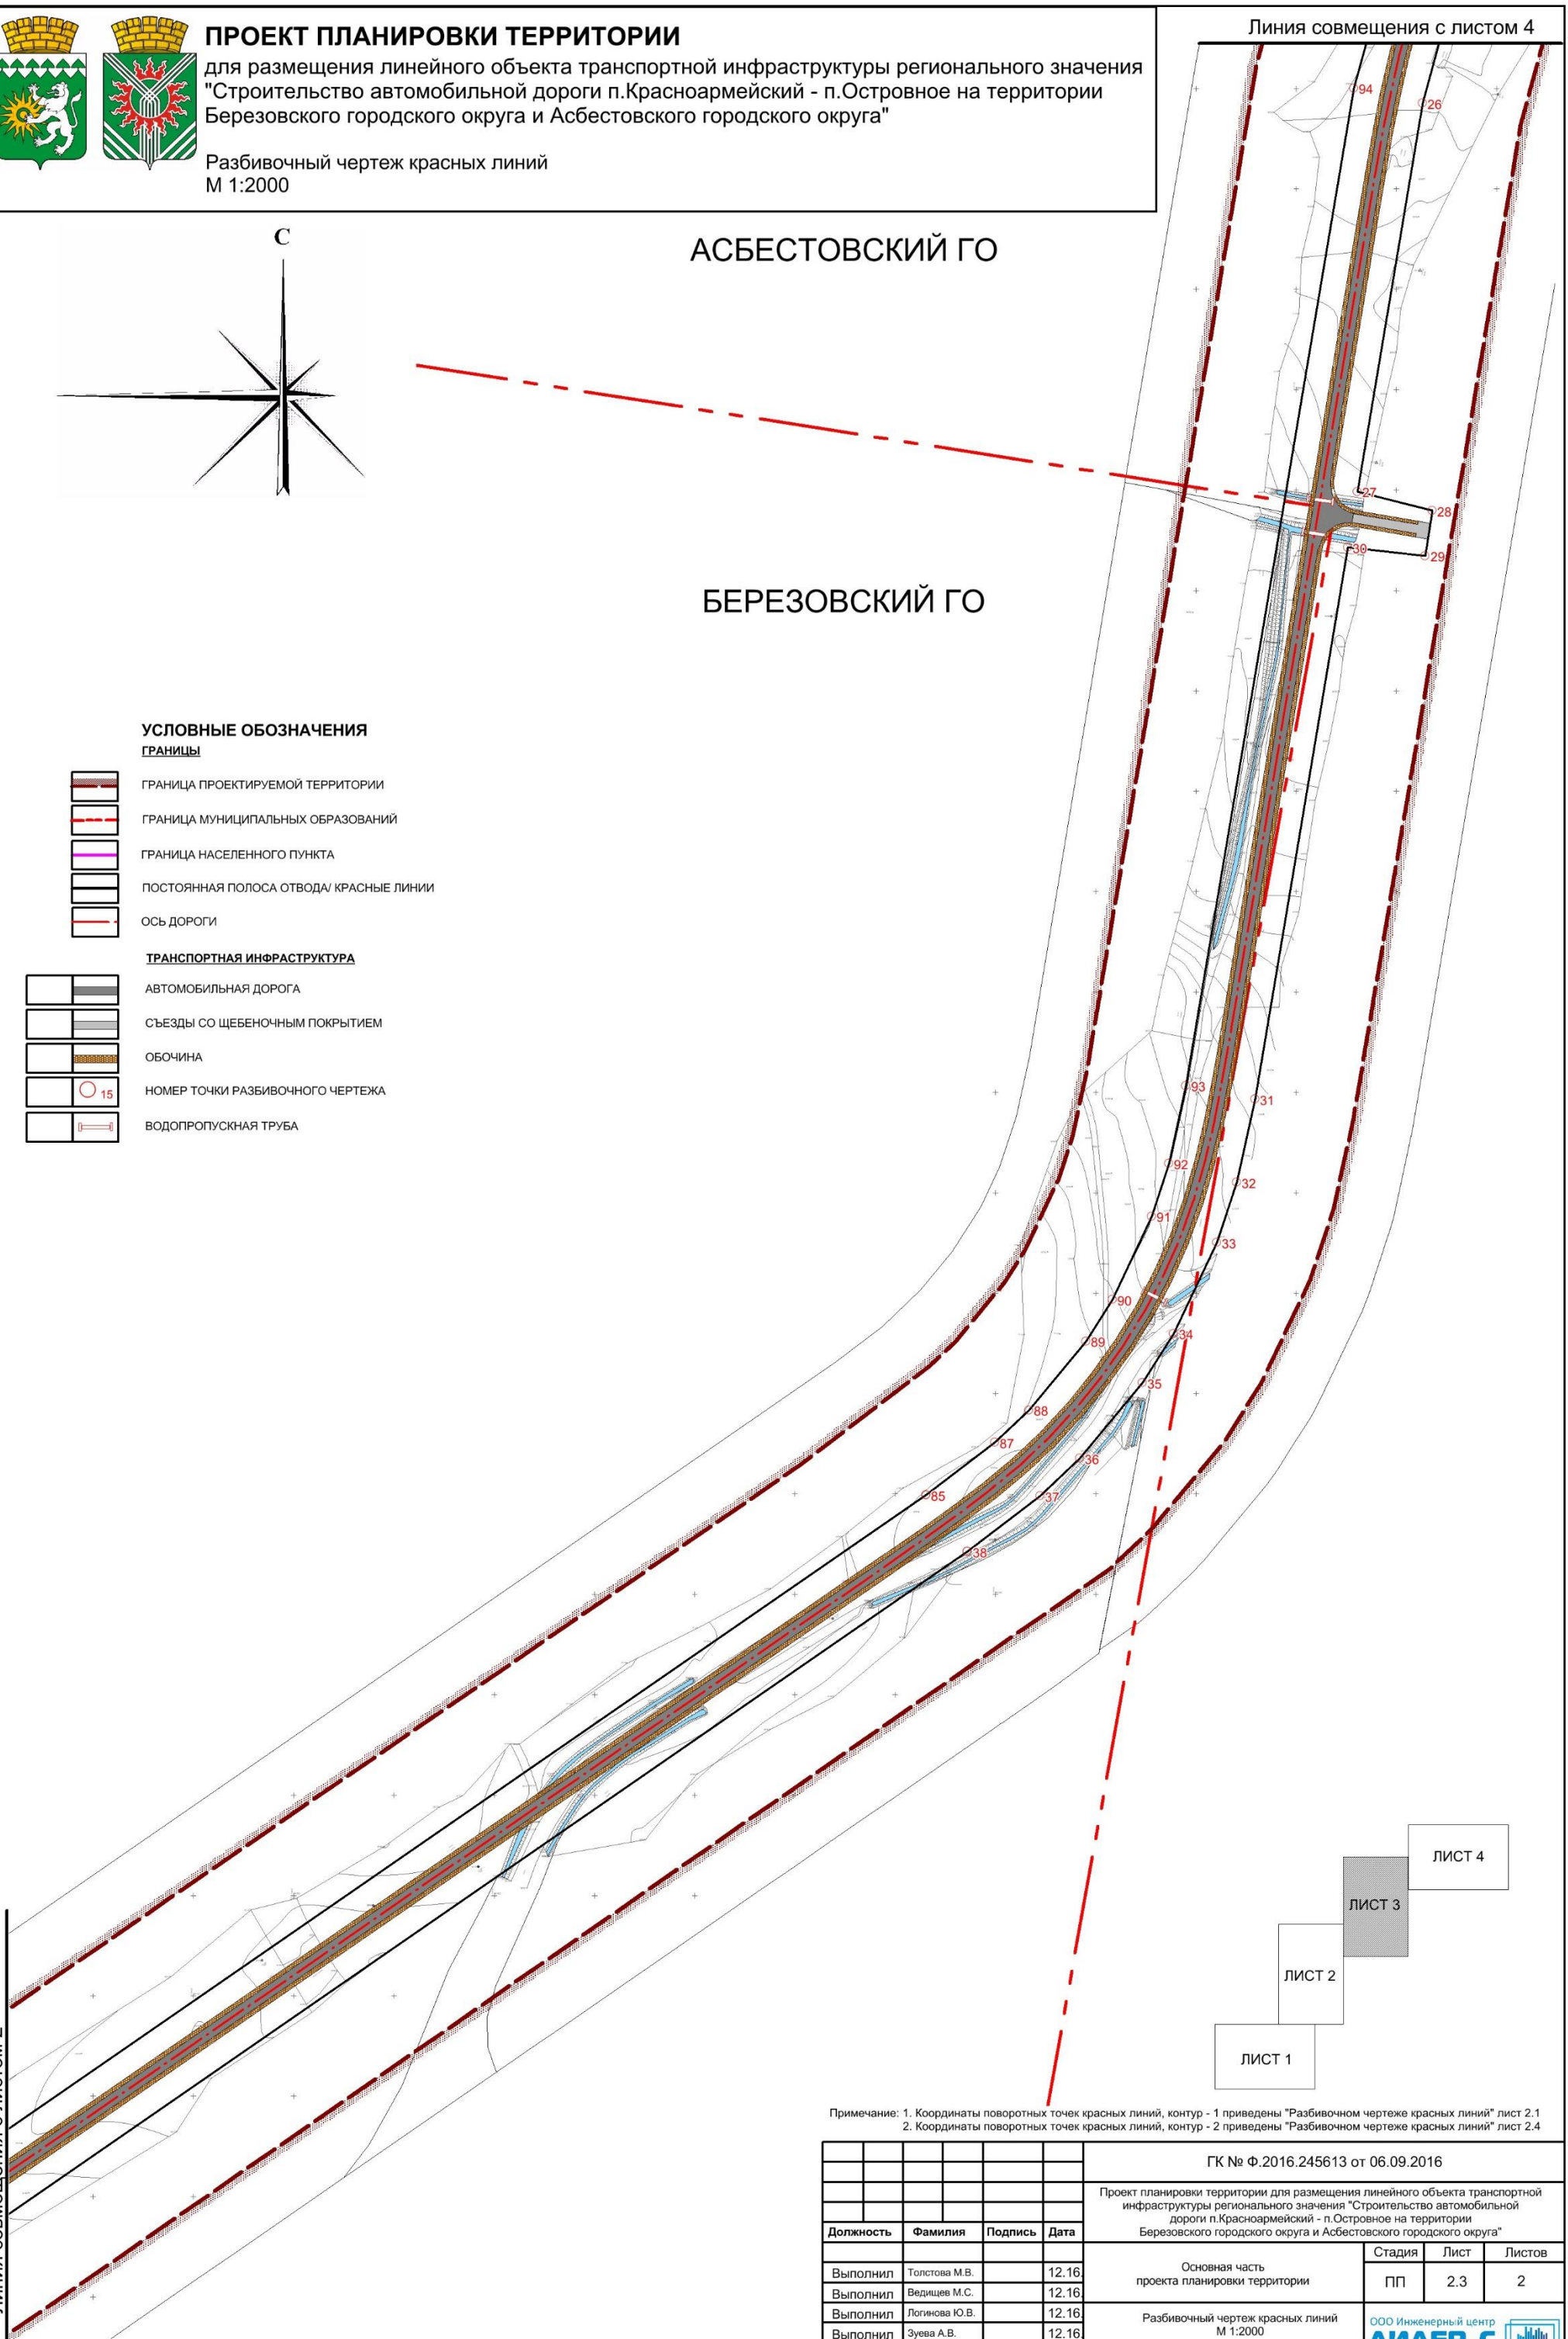 ПРОЕКТ ПЛАНИРОВКИ ТЕРРИТОРИИ
для размещения линейного объекта транспортной инфраструктуры регионального значения
"Строительство автомобильной дороги п.Красноармейский - п.Островное на территории
Березовского городского округа и Асбестовского городского округа"
Разбивочный чертеж красных линий
М 1:2000
Линия совмещения с листом 4
С
АСБЕСТОВСКИЙ ГО
БЕРЕЗОВСКИЙ ГО
94
26
27
28
29
30
93
31
92
32
91
33
90
34
89
35
88
87
36
85
37
38
УСЛОВНЫЕ ОБОЗНАЧЕНИЯ
ГРАНИЦЫ
ГРАНИЦА ПРОЕКТИРУЕМОЙ ТЕРРИТОРИИ
ГРАНИЦА МУНИЦИПАЛЬНЫХ ОБРАЗОВАНИЙ
ГРАНИЦА НАСЕЛЕННОГО ПУНКТА
ПОСТОЯННАЯ ПОЛОСА ОТВОДА/ КРАСНЫЕ ЛИНИИ
ОСЬ ДОРОГИ
ТРАНСПОРТНАЯ ИНФРАСТРУКТУРА
АВТОМОБИЛЬНАЯ ДОРОГА
СЪЕЗДЫ СО ЩЕБЕНОЧНЫМ ПОКРЫТИЕМ
ОБОЧИНА
15 НОМЕР ТОЧКИ РАЗБИВОЧНОГО ЧЕРТЕЖА
ВОДОПРОПУСКНАЯ ТРУБА
ЛИСТ 4
ЛИСТ 3
ЛИСТ 2
ЛИСТ 1
Примечание: 1. Координаты поворотных точек красных линий, контур - 1 приведены "Разбивочном чертеже красных линий" лист 2.1
2. Координаты поворотных точек красных линий, контур - 2 приведены "Разбивочном чертеже красных линий" лист 2.4
ГК № Ф.2016.245613 от 06.09.2016
Проект планировки территории для размещения линейного объекта транспортной
инфраструктуры регионального значения "Строительство автомобильной
дороги п.Красноармейский - п.Островное на территории
Березовского городского округа и Асбестовского городского округа"
Должность Фамилия Подпись Дата
Основная часть
проекта планировки территории
Стадия Лист Листов
ПП 2.3 2
Выполнил Толстова М.В. 12.16
Выполнил Ведищев М.С. 12.16
Выполнил Логинова Ю.В. 12.16
Выполнил Зуева А.В. 12.16
Разбивочный чертеж красных линий
М 1:2000
ООО Инженерный центр